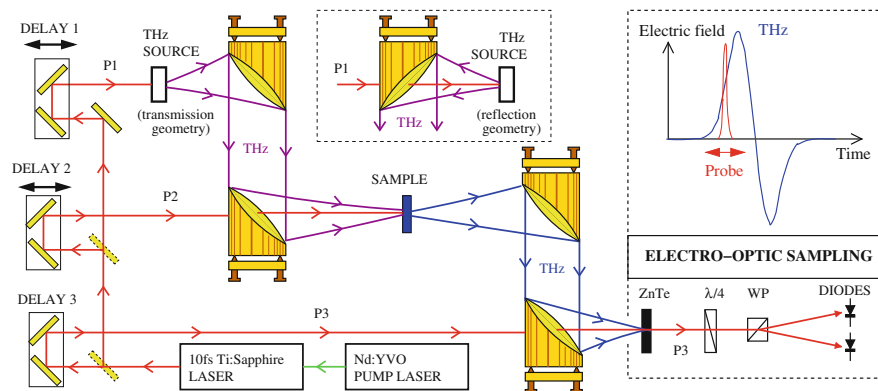 DELAY 1
P1
THz
SOURCE
(transmission
geometry)
THz
P1
THz
SOURCE
(reflection
geometry)
THz
Electric field
THz
Probe
Time
DELAY 2
P2
SAMPLE
THz
ELECTRO-OPTIC SAMPLING
ZnTe
λ/4
WP
DIODES
P3
DELAY 3
P3
10fs Ti:Sapphire
LASER
Nd:YVO
PUMP LASER